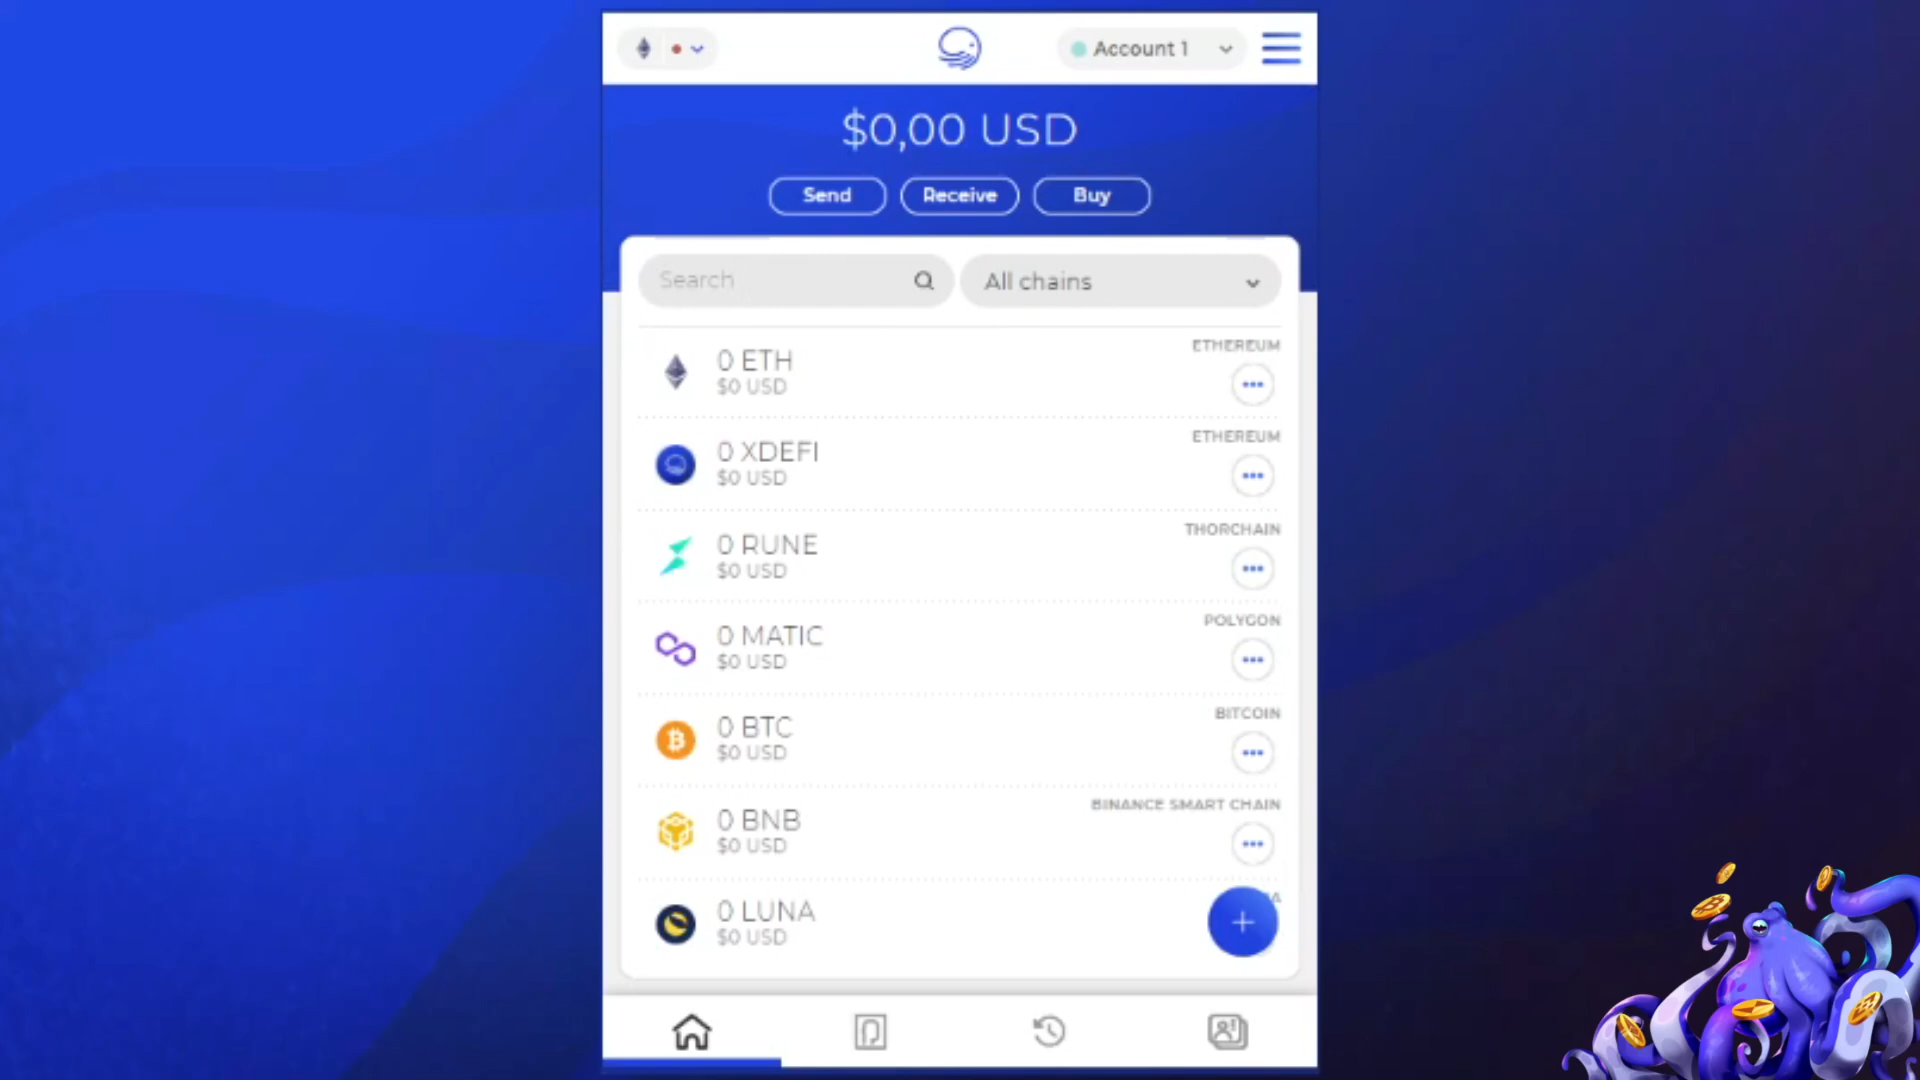 Account 1
$0,00 USD
Send
Receive
Buy
Search
All chains
0 ETH
$0 USD
ETHEREUM
0 XDEFI
$0 USD
ETHEREUM
0 RUNE
$0 USD
THORCHAIN
0 MATIC
$0 USD
POLYGON
0 BTC
$0 USD
BITCOIN
0 BNB
$0 USD
BINANCE SMART CHAIN
0 LUNA
$0 USD